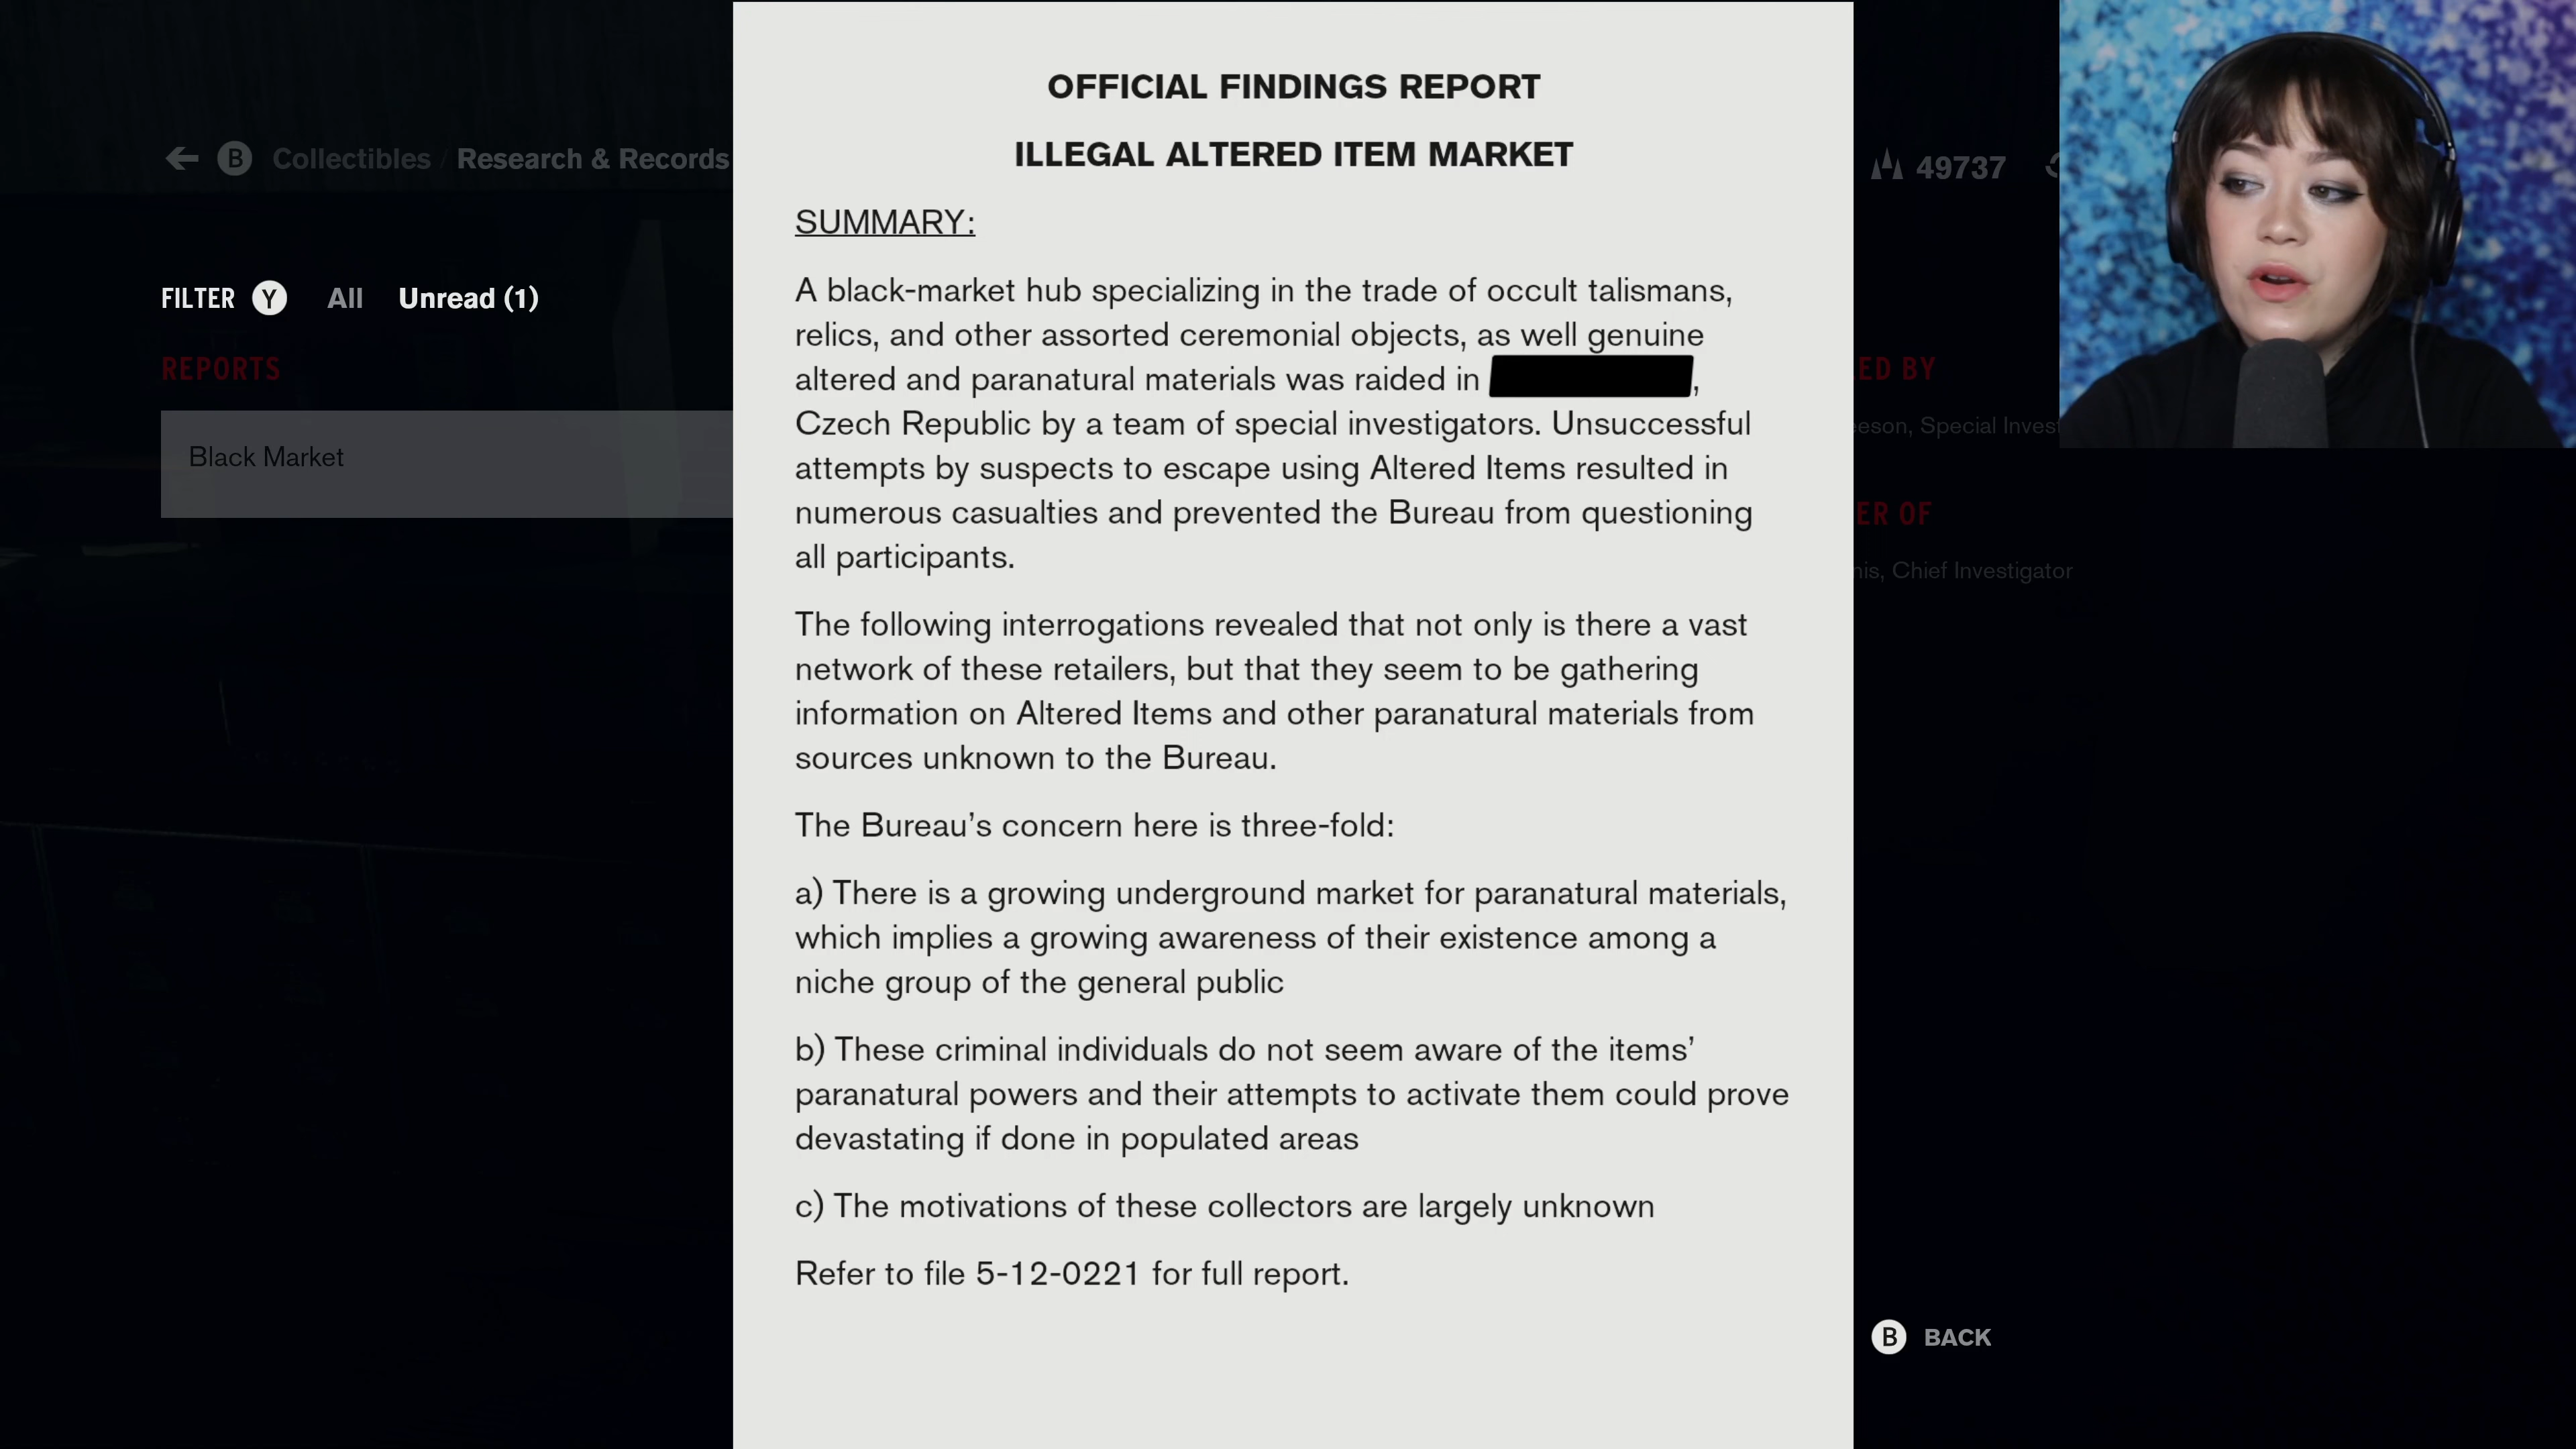 OFFICIAL FINDINGS REPORT
ILLEGAL ALTERED ITEM MARKET
B Collectibles / Research & Records
49737
SUMMARY:
FILTER Y All Unread (1)
REPORTS
Black Market
A black-market hub specializing in the trade of occult talismans,
relics, and other assorted ceremonial objects, as well genuine
altered and paranatural materials was raided in ,
Czech Republic by a team of special investigators. Unsuccessful
attempts by suspects to escape using Altered Items resulted in
numerous casualties and prevented the Bureau from questioning
all participants.
The following interrogations revealed that not only is there a vast
network of these retailers, but that they seem to be gathering
information on Altered Items and other paranatural materials from
sources unknown to the Bureau.
The Bureau’s concern here is three-fold:
a) There is a growing underground market for paranatural materials,
which implies a growing awareness of their existence among a
niche group of the general public
b) These criminal individuals do not seem aware of the items’
paranatural powers and their attempts to activate them could prove
devastating if done in populated areas
c) The motivations of these collectors are largely unknown
Refer to file 5-12-0221 for full report.
ED BY
eeson, Special Invest
ER OF
nis, Chief Investigator
B BACK